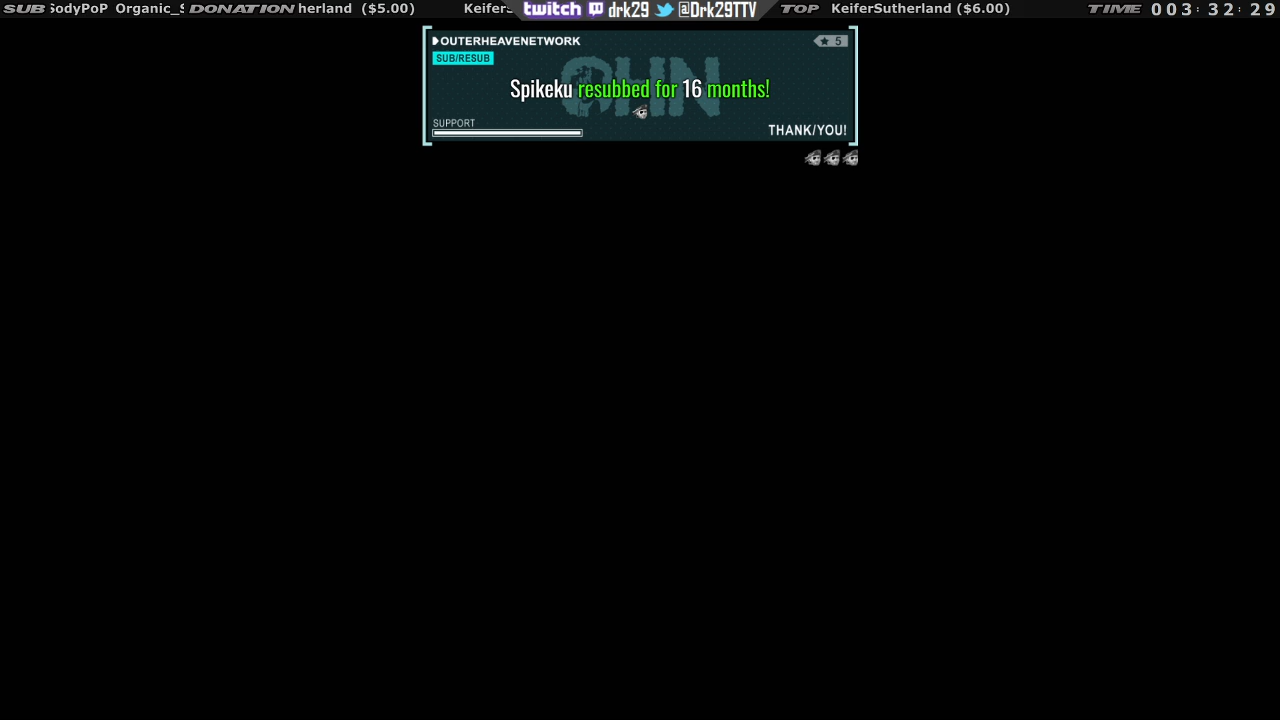 SUB odyPoP Organic_S DONATION herland ($5.00) Keifer twitch drk29 @Drk29TTV TOP KeiferSutherland ($6.00) TIME 003:32:29
OUTERHEAVENETWORK 5
SUB/RESUB
OHN
Spikeku resubbed for 16 months!
SUPPORT
THANK/YOU!